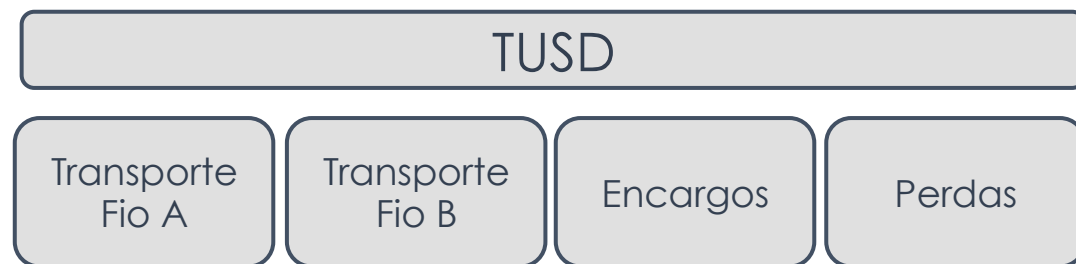 TUSD
Transporte
Fio A
Transporte
Fio B
Encargos
Perdas